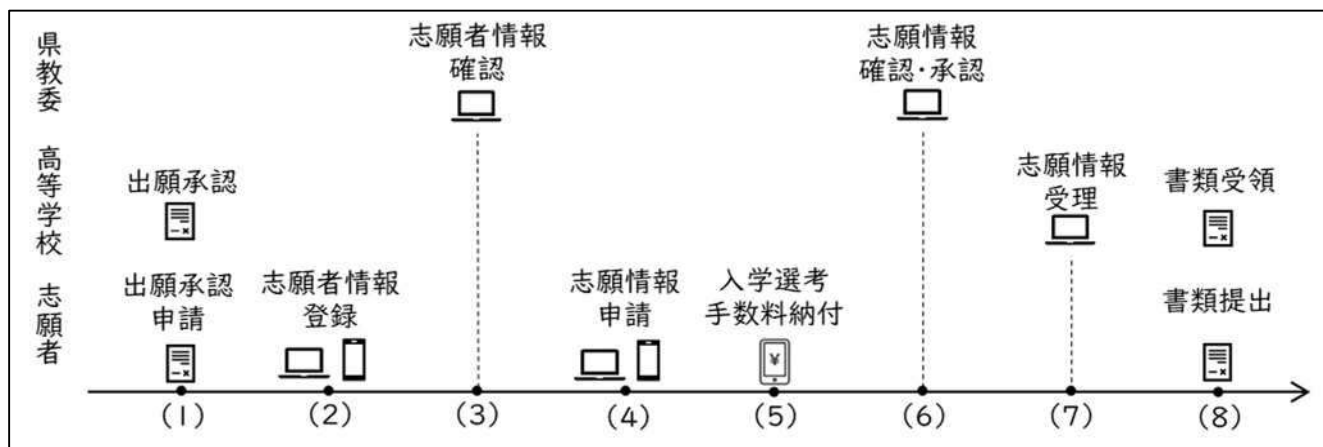 県教委
志願者情報
確認
志願情報
確認・承認
高等学校
出願承認
志願情報
受理
書類受領
志願者
出願承認
申請
志願者情報
登録
志願情報
申請
入学選考
手数料納付
¥
書類提出
(1)
(2)
(3)
(4)
(5)
(6)
(7)
(8)